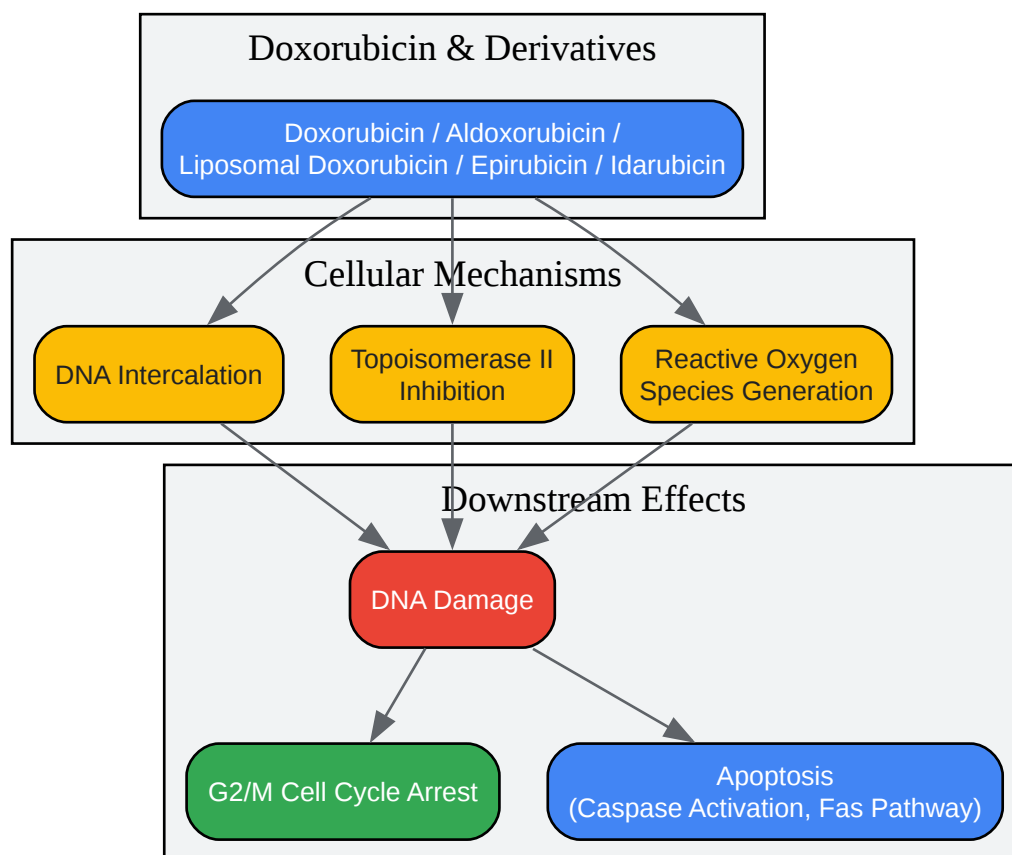 Doxorubicin & Derivatives
Doxorubicin / Aldoxorubicin /
Liposomal Doxorubicin / Epirubicin / Idarubicin
Cellular Mechanisms
DNA Intercalation
Topoisomerase II
Inhibition
Reactive Oxygen
Species Generation
Downstream Effects
DNA Damage
G2/M Cell Cycle Arrest
Apoptosis
(Caspase Activation, Fas Pathway)